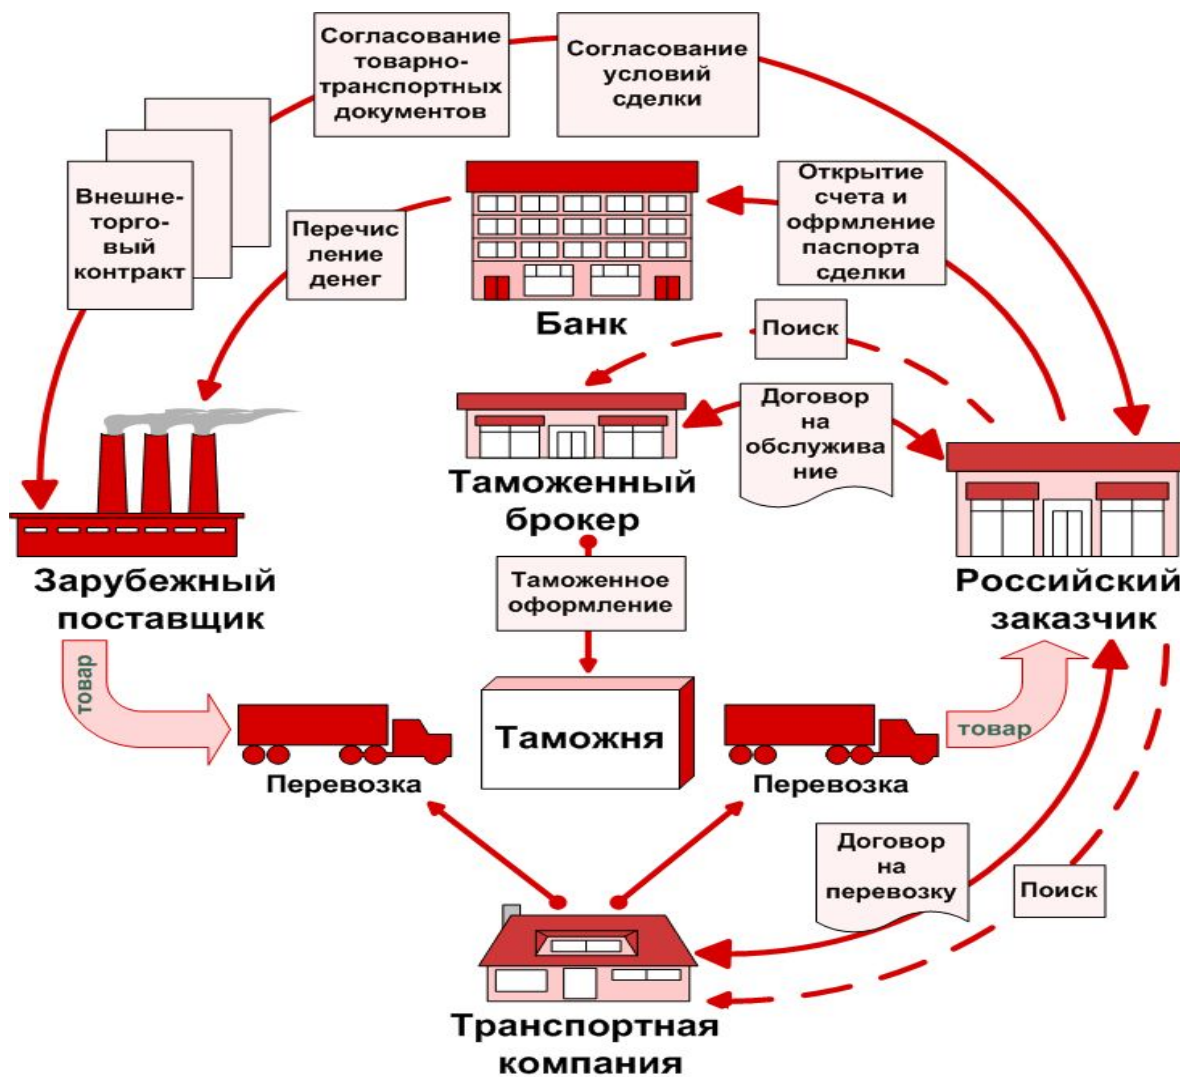 Согласование
товарно-
транспортных
документов
Согласование
условий
сделки
Внешне-
торго-
вый
контракт
Перечис
ление
денег
Открытие
счета и
офрмление
паспорта
сделки
Банк
Поиск
Договор
на
обслужива
ние
Таможенный
брокер
Зарубежный
поставщик
Таможенное
оформление
Российский
заказчик
товар
Таможня
товар
Перевозка
Перевозка
Договор
на
перевозку
Поиск
Транспортная
компания